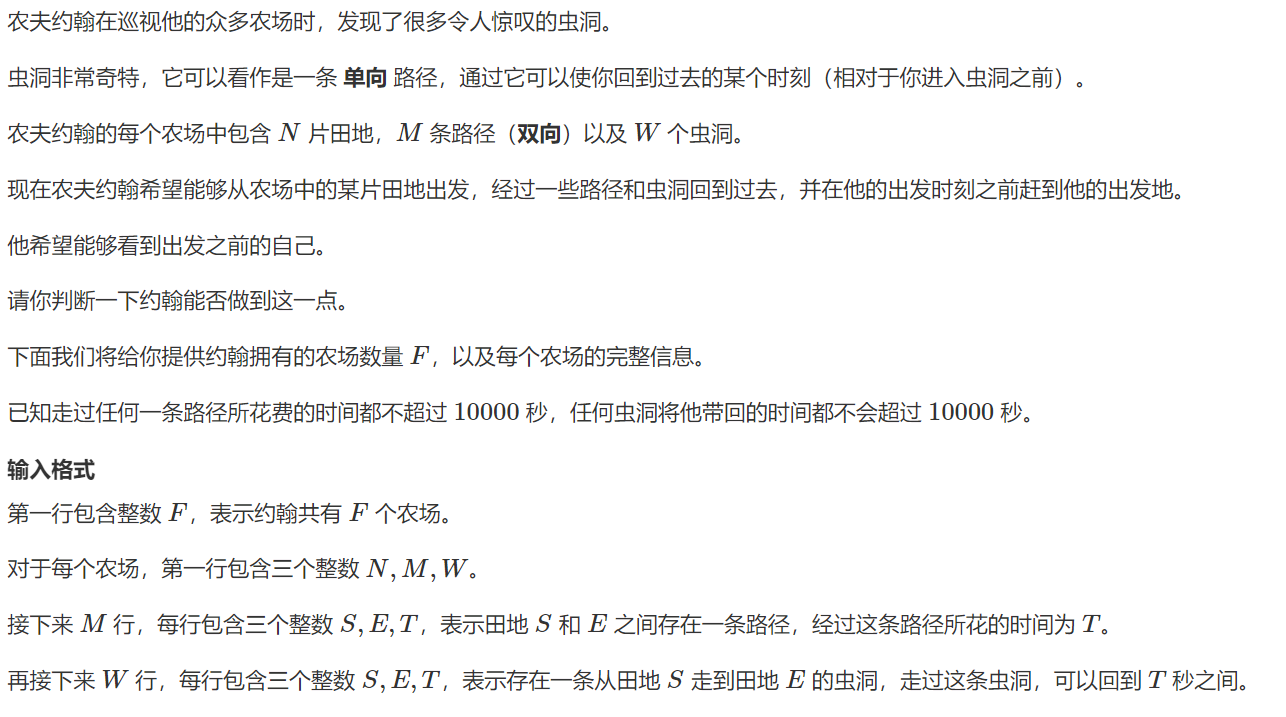 农夫约翰在巡视他的众多农场时，发现了很多令人惊叹的虫洞。
虫洞非常奇特，它可以看作是一条 单向 路径，通过它可以使你回到过去的某个时刻（相对于你进入虫洞之前）。
农夫约翰的每个农场中包含 N 片田地，M 条路径（双向）以及 W 个虫洞。
现在农夫约翰希望能够从农场中的某片田地出发，经过一些路径和虫洞回到过去，并在他的出发时刻之前赶到他的出发地。
他希望能够看到出发之前的自己。
请你判断一下约翰能否做到这一点。
下面我们将给你提供约翰拥有的农场数量 F，以及每个农场的完整信息。
已知走过任何一条路径所花费的时间都不超过 10000 秒，任何虫洞将他带回的时间都不会超过 10000 秒。
输入格式
第一行包含整数 F，表示约翰共有 F 个农场。
对于每个农场，第一行包含三个整数 N, M, W。
接下来 M 行，每行包含三个整数 S, E, T，表示田地 S 和 E 之间存在一条路径，经过这条路径所花的时间为 T。
再接下来 W 行，每行包含三个整数 S, E, T，表示存在一条从田地 S 走到田地 E 的虫洞，走过这条虫洞，可以回到 T 秒之间。